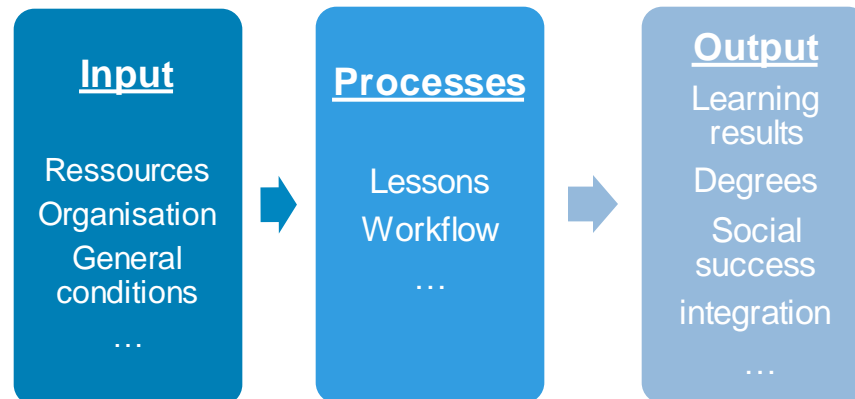 Input
Ressources
Organisation
General
conditions
…
Processes
Lessons
Workflow
…
Output
Learning
results
Degrees
Social
success
integration
…